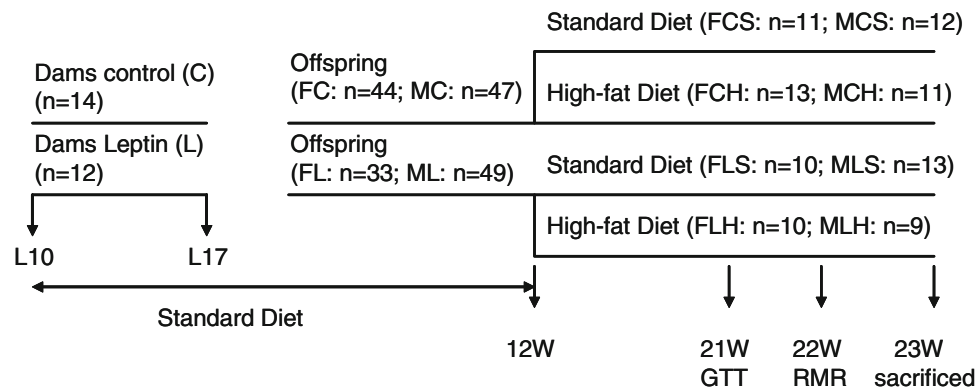 Standard Diet (FCS: n=11; MCS: n=12)
Dams control (C)
(n=14)
Offspring
(FC: n=44; MC: n=47)
High-fat Diet (FCH: n=13; MCH: n=11)
Dams Leptin (L)
(n=12)
Offspring
(FL: n=33; ML: n=49)
Standard Diet (FLS: n=10; MLS: n=13)
High-fat Diet (FLH: n=10; MLH: n=9)
L10
L17
Standard Diet
12W
21W
GTT
22W
RMR
23W
sacrificed